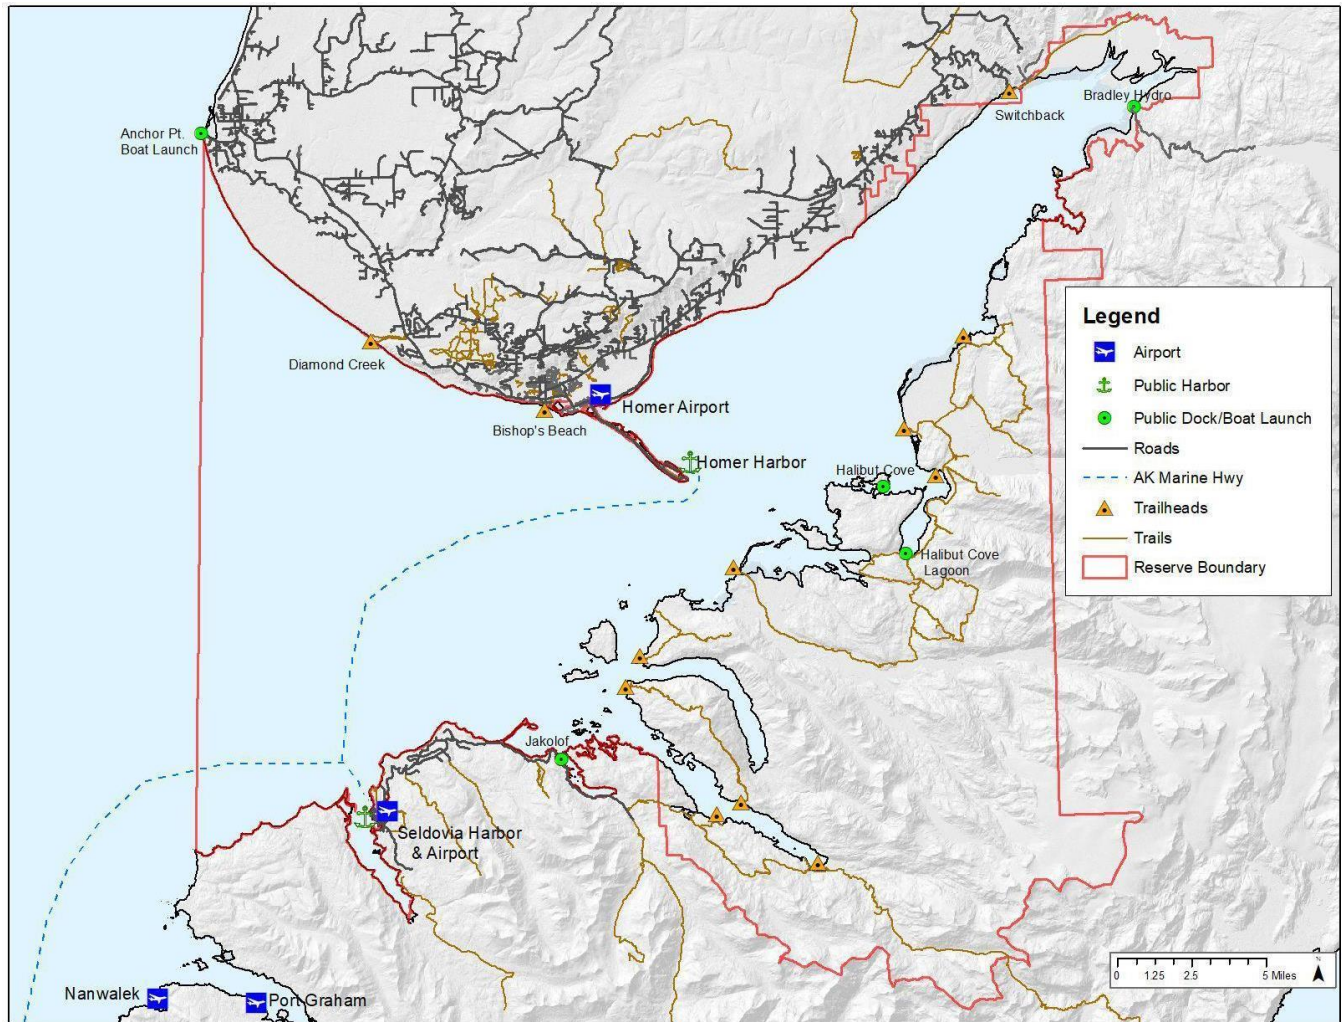 Bradley Hydro
Switchback
Anchor Pt.
Boat Launch
Diamond Creek
Bishop's Beach
Homer Airport
Homer Harbor
Halibut Cove
Halibut Cove
Lagoon
Jakolof
Seldovia Harbor
& Airport
Nanwalek
Port Graham
Legend
Airport
Public Harbor
Public Dock/Boat Launch
Roads
AK Marine Hwy
Trailheads
Trails
Reserve Boundary
0 1.25 2.5 5 Miles
N